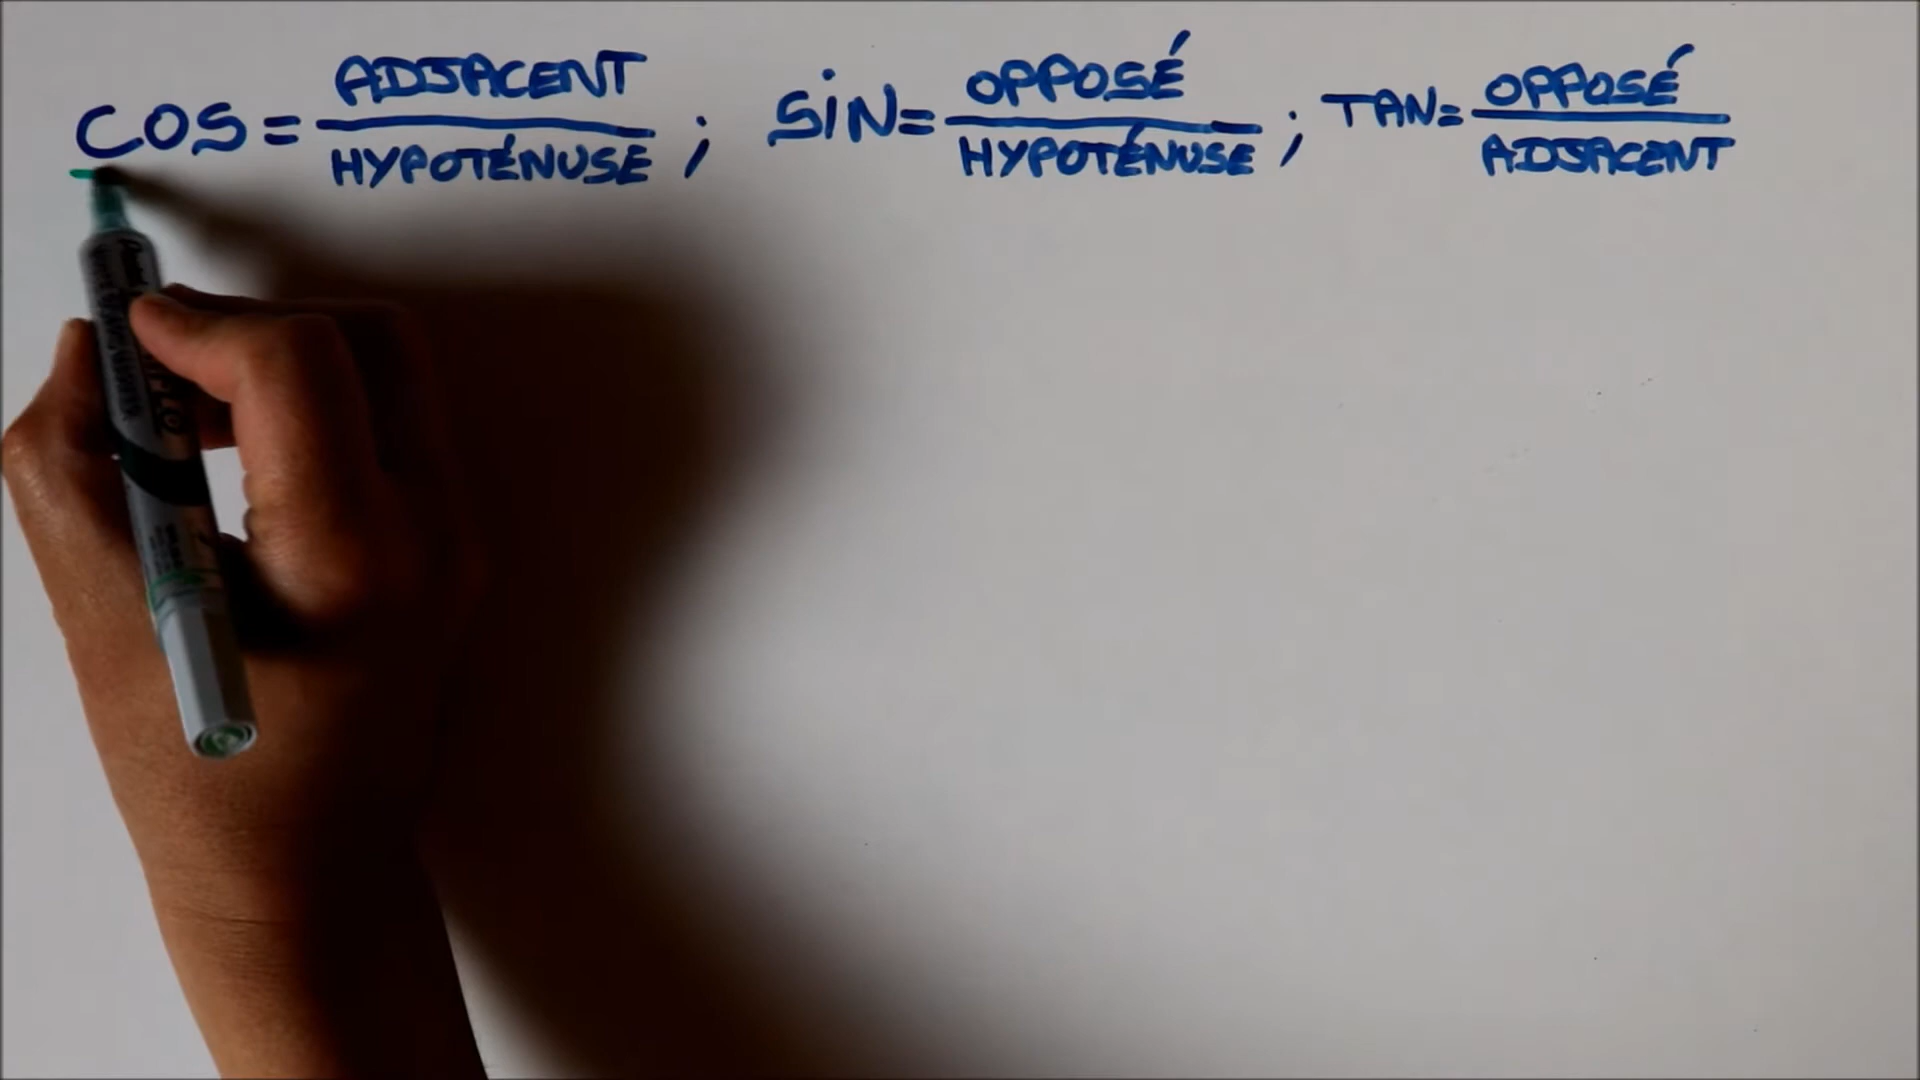 COS = ADJACENT / HYPOTÉNUSE ; SIN = OPPOSÉ / HYPOTÉNUSE ; TAN = OPPOSÉ / ADJACENT